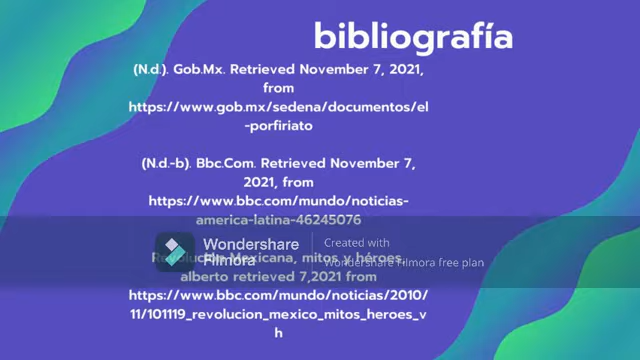 bibliografía
(N.d.). Gob.Mx. Retrieved November 7, 2021,
from
https://www.gob.mx/sedena/documentos/el
-porfiriato
(N.d.-b). Bbc.Com. Retrieved November 7,
2021, from
https://www.bbc.com/mundo/noticias-
america-latina-46245076
Wondershare
Filmora
Created with
Wondershare Filmora free plan
Revolución Mexicana, mitos y héroes,
alberto retrieved 7,2021 from
https://www.bbc.com/mundo/noticias/2010/
11/101119_revolucion_mexico_mitos_heroes_v
h